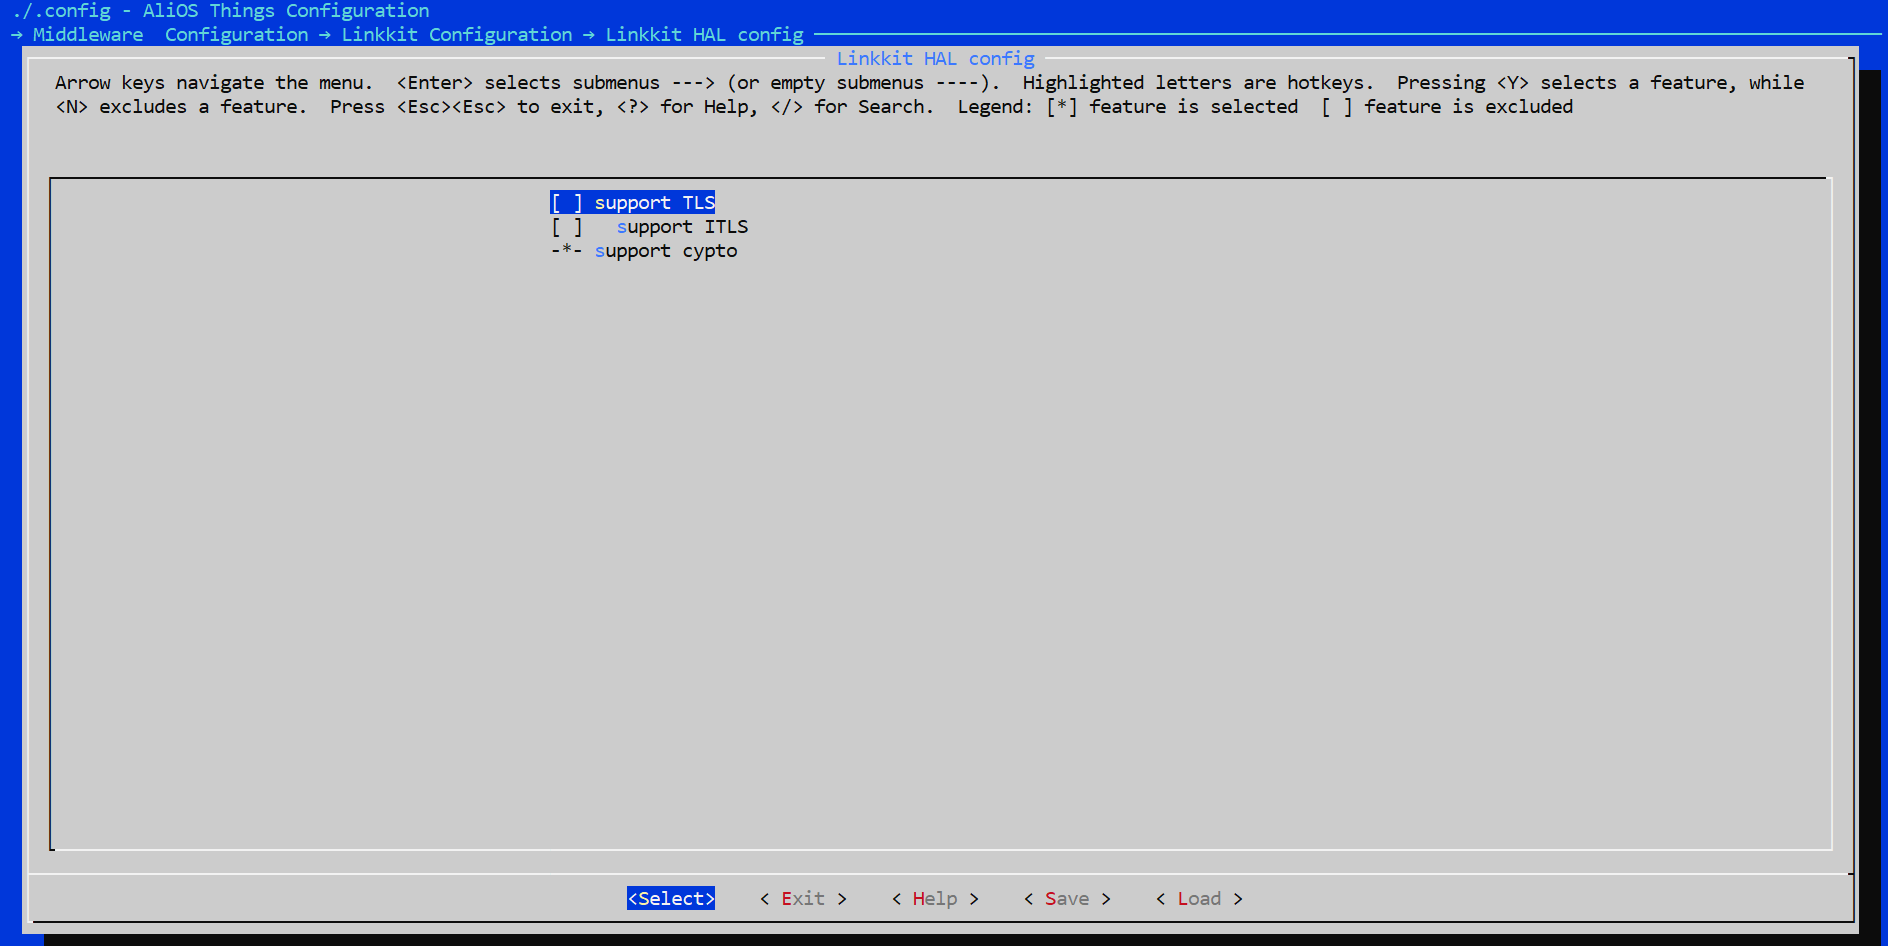 ./.config - AliOS Things Configuration
→ Middleware  Configuration → Linkkit Configuration → Linkkit HAL config
Linkkit HAL config
Arrow keys navigate the menu.  <Enter> selects submenus ---> (or empty submenus ----).  Highlighted letters are hotkeys.  Pressing <Y> selects a feature, while
<N> excludes a feature.  Press <Esc><Esc> to exit, <?> for Help, </> for Search.  Legend: [*] feature is selected  [ ] feature is excluded
[ ] support TLS
[ ]   support ITLS
-*- support cypto
<Select>    < Exit >    < Help >    < Save >    < Load >